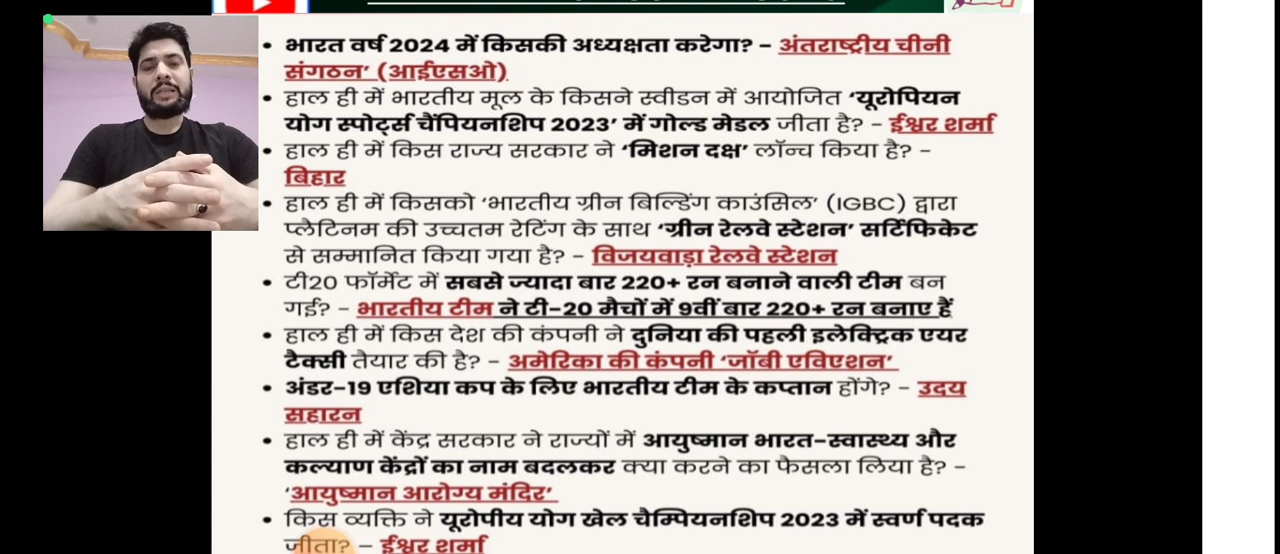 भारत वर्ष 2024 में किसकी अध्यक्षता करेगा? – अंतराष्ट्रीय चीनी
संगठन’ (आईएसओ)
हाल ही में भारतीय मूल के किसने स्वीडन में आयोजित ‘यूरोपियन
योग स्पोर्ट्स चैंपियनशिप 2023’ में गोल्ड मेडल जीता है? – ईश्वर शर्मा
हाल ही में किस राज्य सरकार ने ‘मिशन दक्ष’ लॉन्च किया है? –
बिहार
हाल ही में किसको ‘भारतीय ग्रीन बिल्डिंग काउंसिल’ (IGBC) द्वारा
प्लैटिनम की उच्चतम रेटिंग के साथ ‘ग्रीन रेलवे स्टेशन’ सर्टिफिकेट
से सम्मानित किया गया है? – विजयवाड़ा रेलवे स्टेशन
टी20 फॉर्मेट में सबसे ज्यादा बार 220+ रन बनाने वाली टीम बन
गई? – भारतीय टीम ने टी-20 मैचों में 9वीं बार 220+ रन बनाए हैं
हाल ही में किस देश की कंपनी ने दुनिया की पहली इलेक्ट्रिक एयर
टैक्सी तैयार की है? – अमेरिका की कंपनी ‘जॉबी एविएशन’
अंडर-19 एशिया कप के लिए भारतीय टीम के कप्तान होंगे? – उदय
सहारन
हाल ही में केंद्र सरकार ने राज्यों में आयुष्मान भारत-स्वास्थ्य और
कल्याण केंद्रों का नाम बदलकर क्या करने का फैसला लिया है? –
‘आयुष्मान आरोग्य मंदिर’
किस व्यक्ति ने यूरोपीय योग खेल चैम्पियनशिप 2023 में स्वर्ण पदक
जीता? – ईश्वर शर्मा